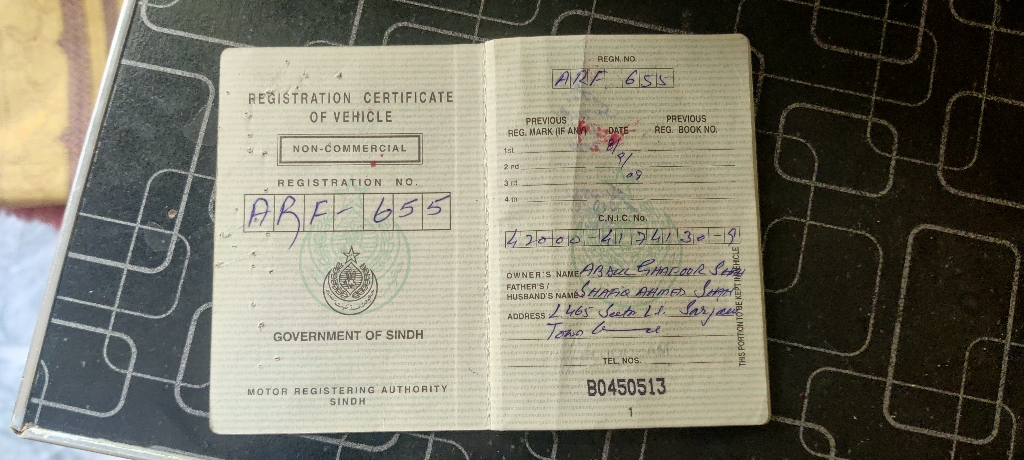 REGISTRATION CERTIFICATE
OF VEHICLE
NON-COMMERCIAL
REGISTRATION NO.
ARF-655
GOVERNMENT OF SINDH
MOTOR REGISTERING AUTHORITY
SINDH
REGN. NO.
ARF 655
PREVIOUS REG. MARK (IF ANY) DATE PREVIOUS REG. BOOK NO.
1st
2nd
3rd
4th
C.N.I.C. No.
42000-4174130-9
OWNER'S NAME ABDUL GHAFOOR SHAH
FATHER'S /
HUSBAND'S NAME SHAFIQ AHMED SHAH
ADDRESS L.465 Surjani
Town
TEL. NOS.
THIS PORTION TO BE KEPT IN VEHICLE
B0450513
1